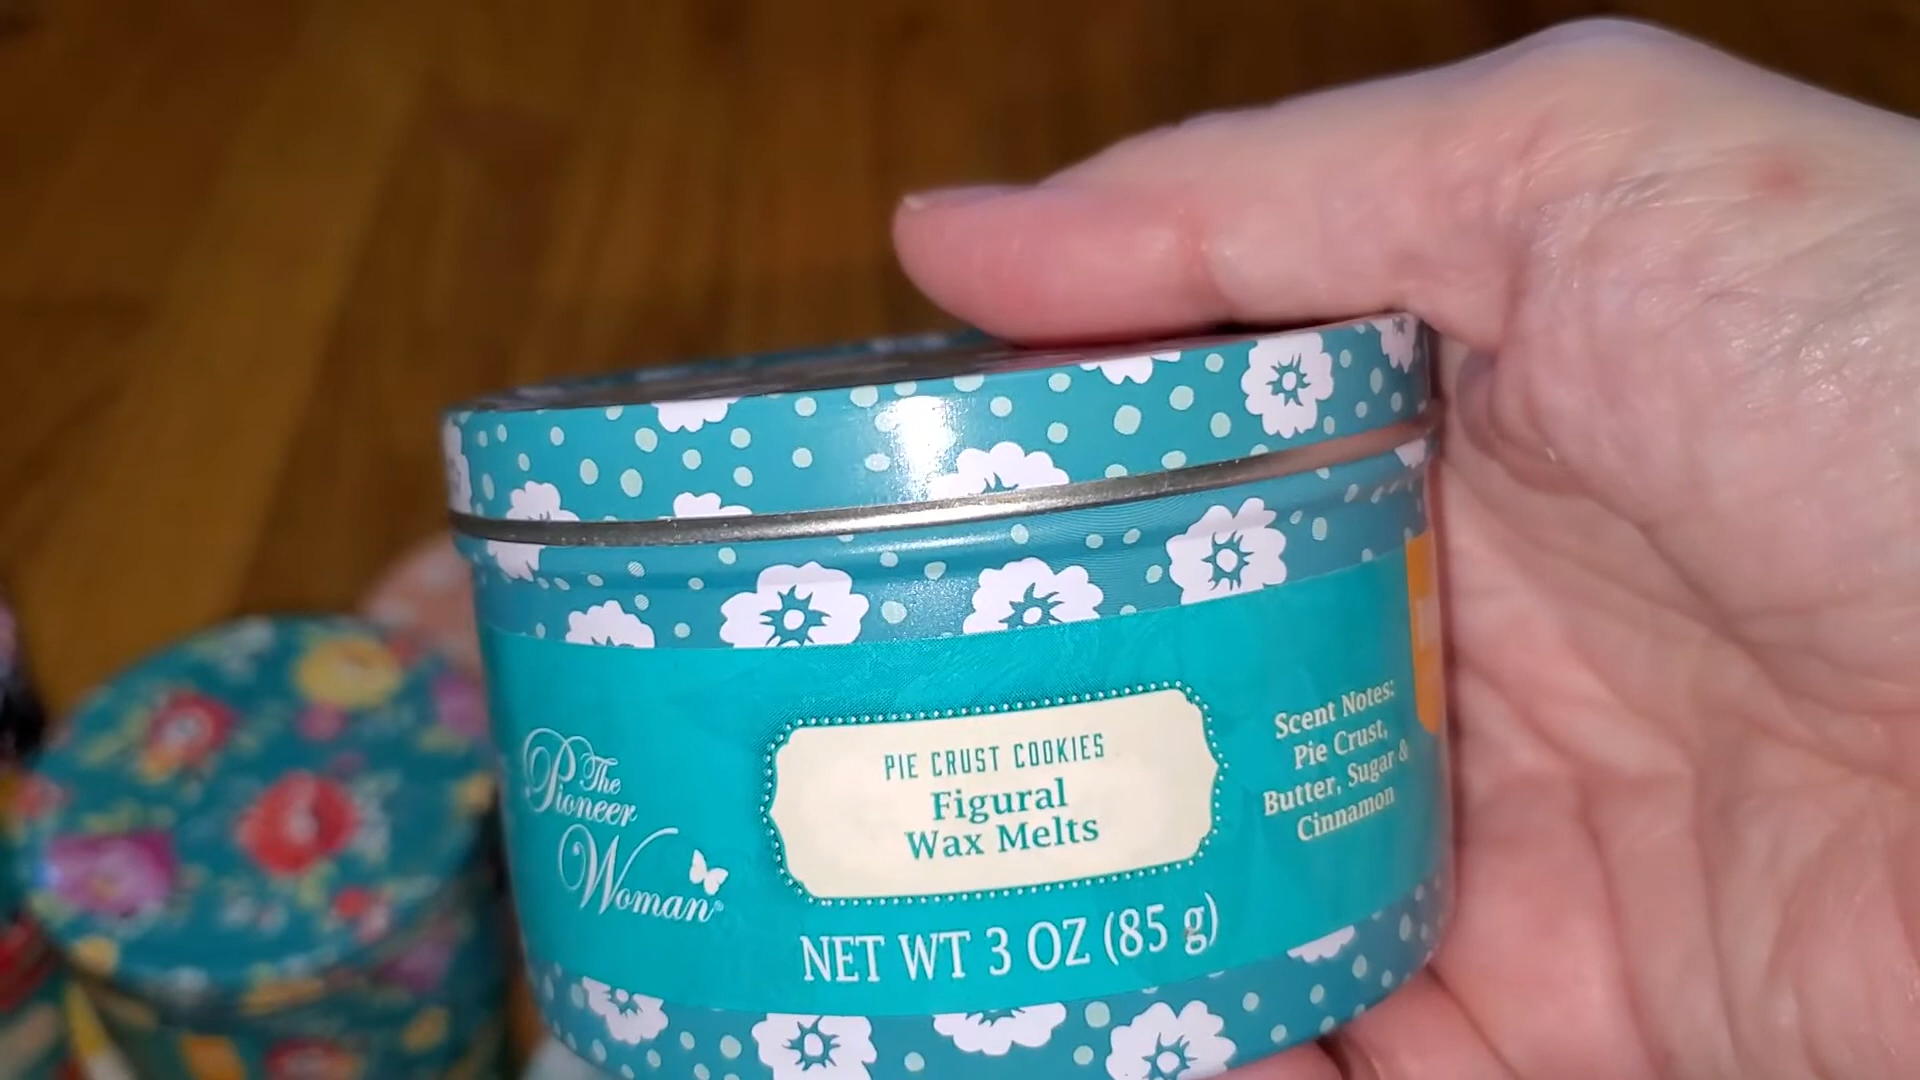 The
Pioneer
Woman®
PIE CRUST COOKIES
Figural
Wax Melts
NET WT 3 OZ (85 g)
Scent Notes:
Pie Crust,
Butter, Sugar &
Cinnamon